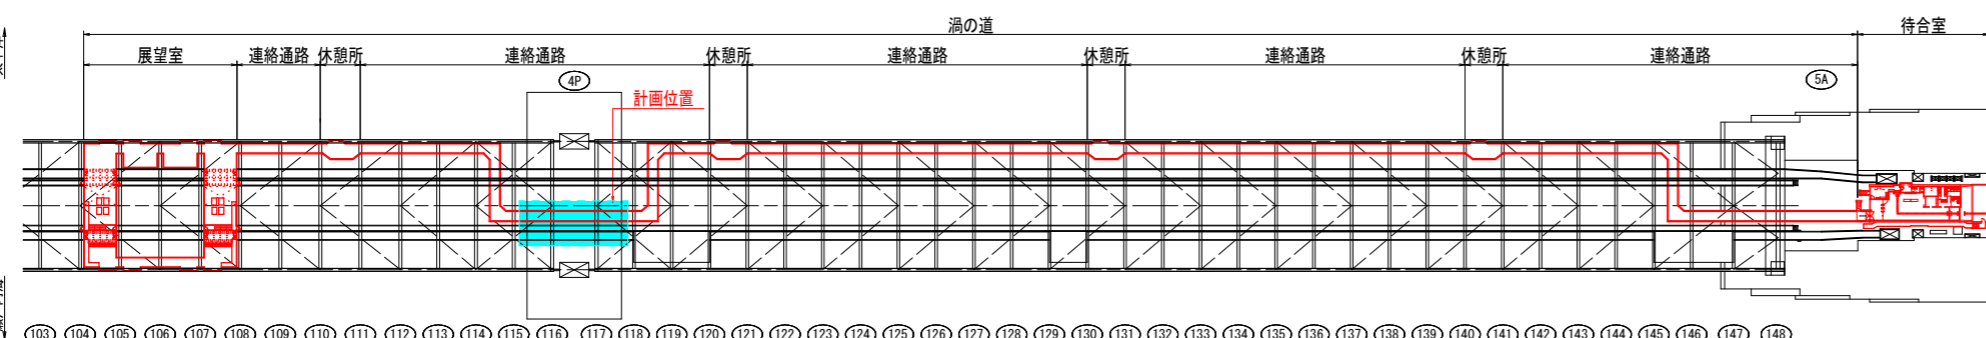 渦の道
待合室
展望室 連絡通路 休憩所 連絡通路 休憩所 連絡通路 休憩所 連絡通路 休憩所 連絡通路
4P
5A
計画位置
103 104 105 106 107 108 109 110 111 112 113 114 115 116 117 118 119 120 121 122 123 124 125 126 127 128 129 130 131 132 133 134 135 136 137 138 139 140 141 142 143 144 145 146 147 148